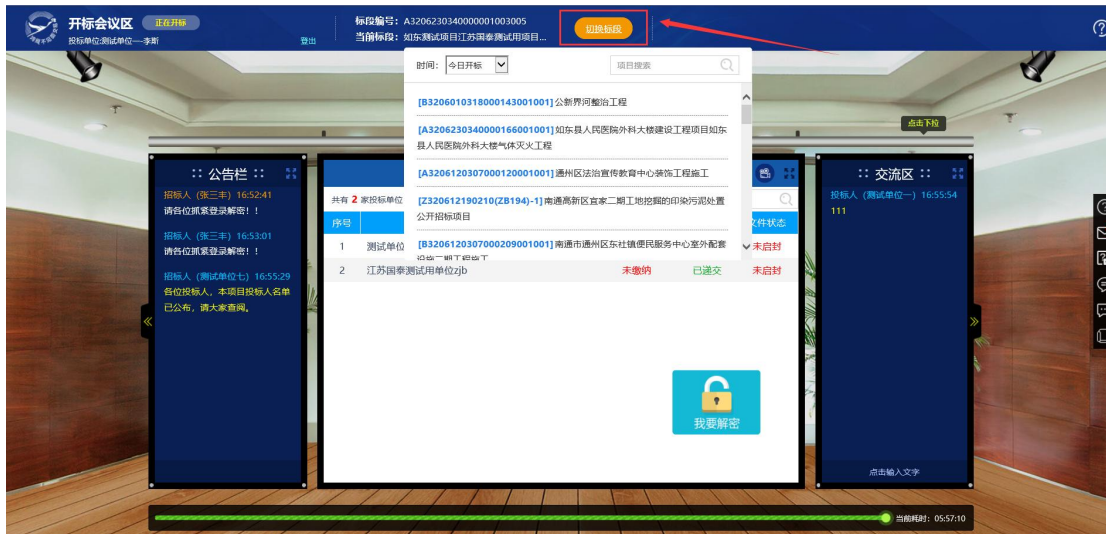 开标会议区 正在开标
投标单位:测试单位一--李斯 登出
标段编号：A3206230340000001003005
当前标段：如东测试项目江苏国泰测试用项目...
切换标段
时间： 今日开标 项目搜索
[B3206010318000143001001]公新界河整治工程
[A3206230340000166001001]如东县人民医院外科大楼建设工程项目如东
县人民医院外科大楼气体灭火工程
[A3206120307000120001001]通州区法治宣传教育中心装饰工程施工
[Z320612190210(ZB194)-1]南通高新区宜家二期工地挖掘的印染污泥处置
公开招标项目
[B3206120307000209001001]南通市通州区东社镇便民服务中心室外配套
设施二期工程施工
:: 公告栏 ::
招标人（张三丰）16:52:41
请各位抓紧登录解密！！
招标人（张三丰）16:53:01
请各位抓紧登录解密！！
招标人（测试单位七）16:55:29
各位投标人，本项目投标人名单
已公布，请大家查阅。
共有 2 家投标单位
序号 文件状态
1 测试单位 未启封
2 江苏国泰测试用单位zjb 未缴纳 已递交 未启封
我要解密
点击下拉
:: 交流区 ::
投标人（测试单位一）16:55:54
111
点击输入文字
当前耗时：05:57:10